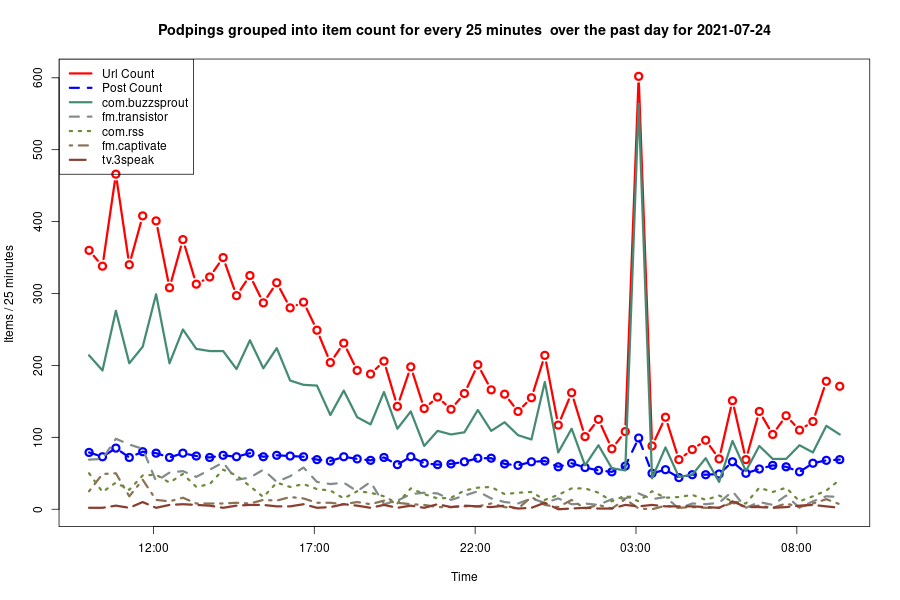 Podpings grouped into item count for every 25 minutes  over the past day for 2021-07-24
Url Count
Post Count
com.buzzsprout
fm.transistor
com.rss
fm.captivate
tv.3speak
Items / 25 minutes
600
500
400
300
200
100
0
12:00 17:00 22:00 03:00 08:00
Time